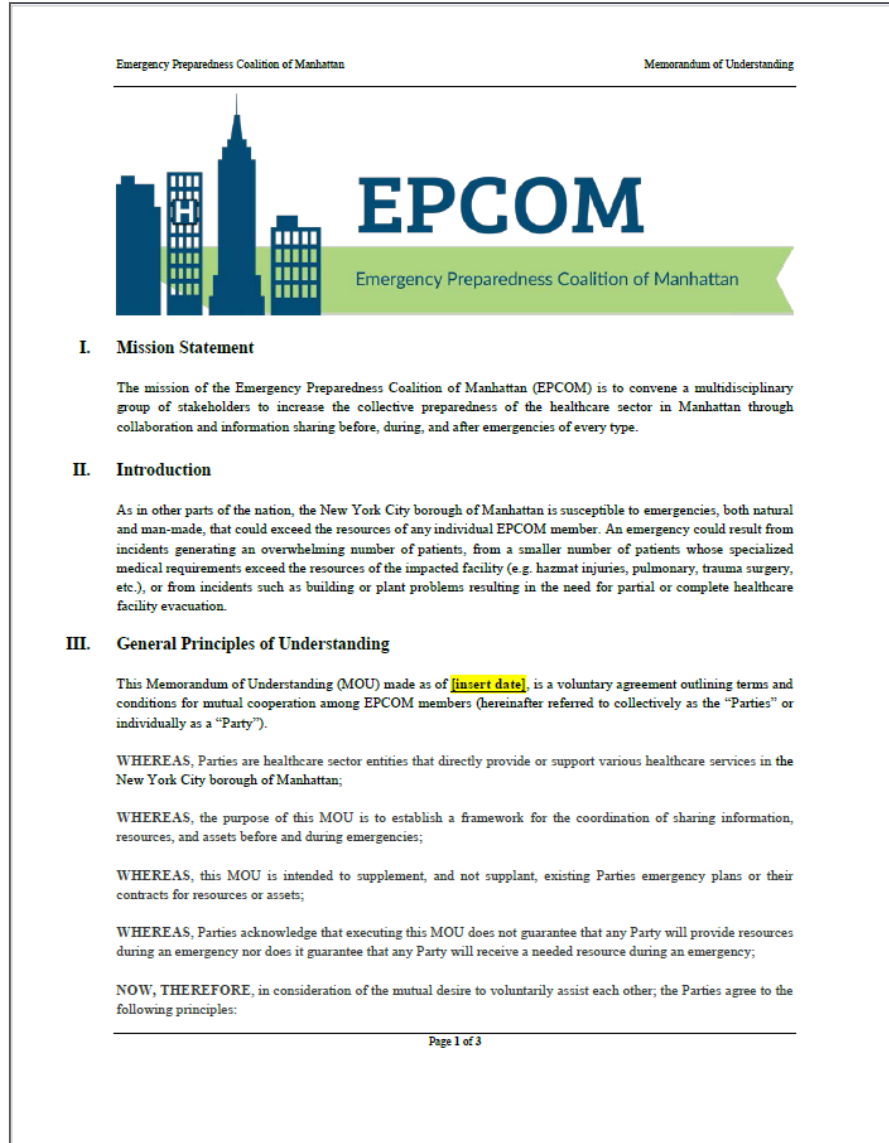 Emergency Preparedness Coalition of Manhattan Memorandum of Understanding
H
EPCOM
Emergency Preparedness Coalition of Manhattan
I. Mission Statement
The mission of the Emergency Preparedness Coalition of Manhattan (EPCOM) is to convene a multidisciplinary
group of stakeholders to increase the collective preparedness of the healthcare sector in Manhattan through
collaboration and information sharing before, during, and after emergencies of every type.
II. Introduction
As in other parts of the nation, the New York City borough of Manhattan is susceptible to emergencies, both natural
and man-made, that could exceed the resources of any individual EPCOM member. An emergency could result from
incidents generating an overwhelming number of patients, from a smaller number of patients whose specialized
medical requirements exceed the resources of the impacted facility (e.g. hazmat injuries, pulmonary, trauma surgery,
etc.), or from incidents such as building or plant problems resulting in the need for partial or complete healthcare
facility evacuation.
III. General Principles of Understanding
This Memorandum of Understanding (MOU) made as of [insert date], is a voluntary agreement outlining terms and
conditions for mutual cooperation among EPCOM members (hereinafter referred to collectively as the “Parties” or
individually as a “Party”).
WHEREAS, Parties are healthcare sector entities that directly provide or support various healthcare services in the
New York City borough of Manhattan;
WHEREAS, the purpose of this MOU is to establish a framework for the coordination of sharing information,
resources, and assets before and during emergencies;
WHEREAS, this MOU is intended to supplement, and not supplant, existing Parties emergency plans or their
contracts for resources or assets;
WHEREAS, Parties acknowledge that executing this MOU does not guarantee that any Party will provide resources
during an emergency nor does it guarantee that any Party will receive a needed resource during an emergency;
NOW, THEREFORE, in consideration of the mutual desire to voluntarily assist each other; the Parties agree to the
following principles:
Page 1 of 3